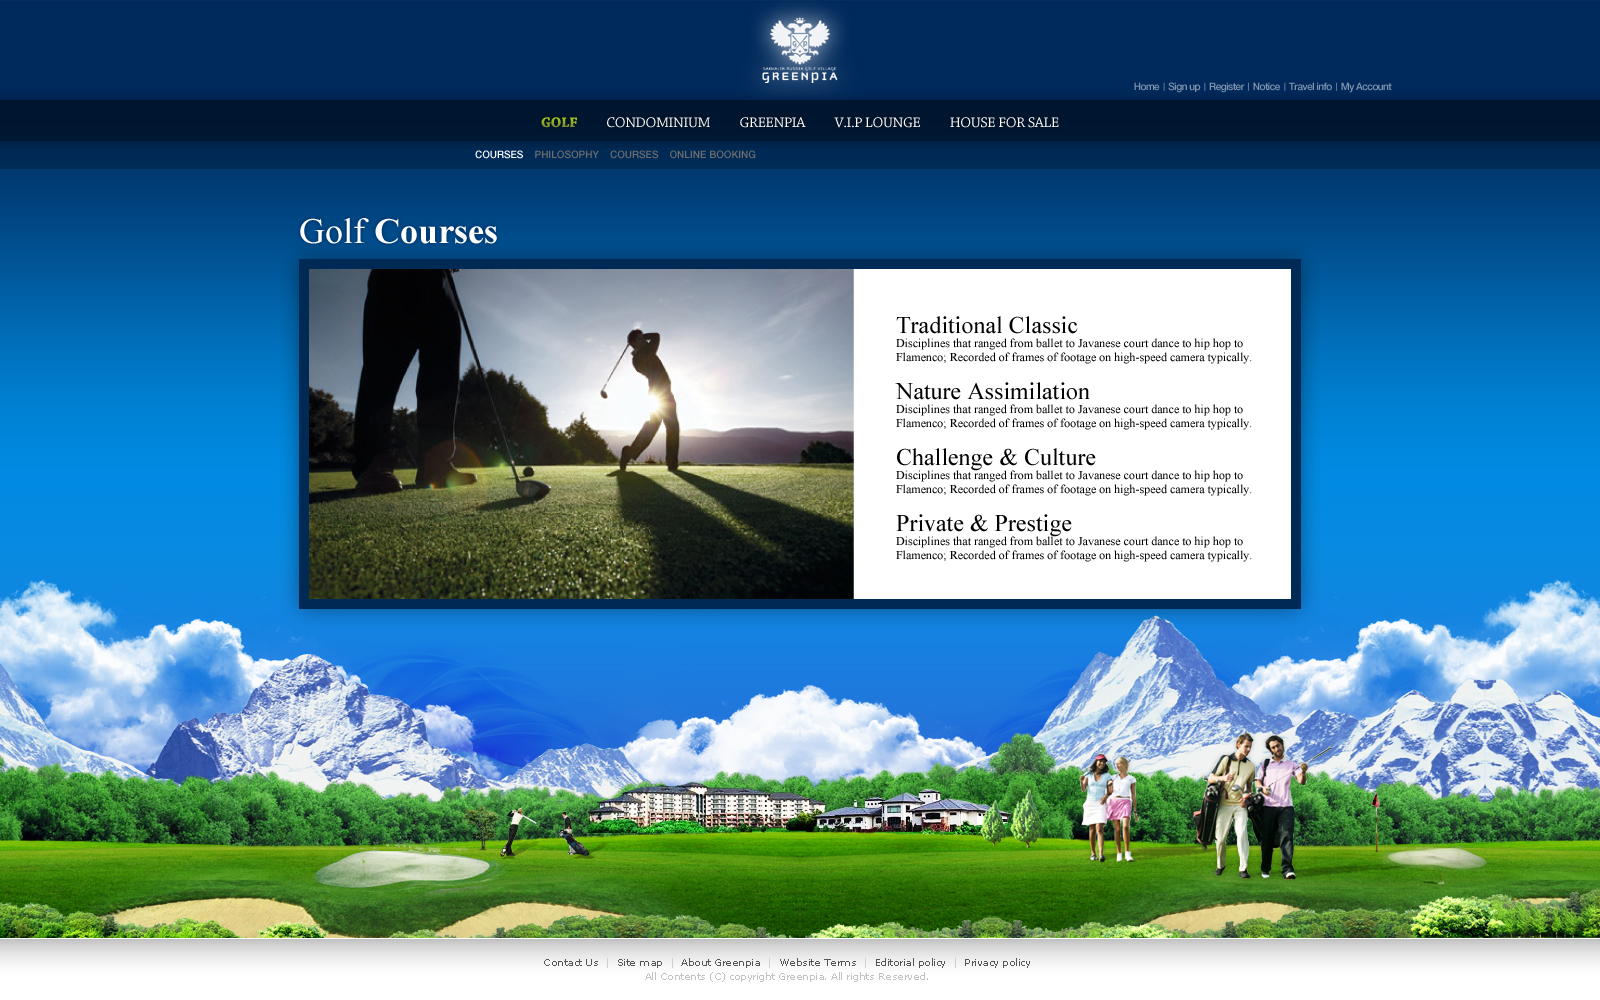 GREENPIA
Home | Sign up | Register | Notice | Travel info | My Account
GOLF CONDOMINIUM GREENPIA V.I.P LOUNGE HOUSE FOR SALE
COURSES PHILOSOPHY COURSES ONLINE BOOKING
Golf Courses
Traditional Classic
Disciplines that ranged from ballet to Javanese court dance to hip hop to
Flamenco; Recorded of frames of footage on high-speed camera typically.
Nature Assimilation
Disciplines that ranged from ballet to Javanese court dance to hip hop to
Flamenco; Recorded of frames of footage on high-speed camera typically.
Challenge & Culture
Disciplines that ranged from ballet to Javanese court dance to hip hop to
Flamenco; Recorded of frames of footage on high-speed camera typically.
Private & Prestige
Disciplines that ranged from ballet to Javanese court dance to hip hop to
Flamenco; Recorded of frames of footage on high-speed camera typically.
Contact Us | Site map | About Greenpia | Website Terms | Editorial policy | Privacy policy
All Contents (C) copyright Greenpia. All rights Reserved.